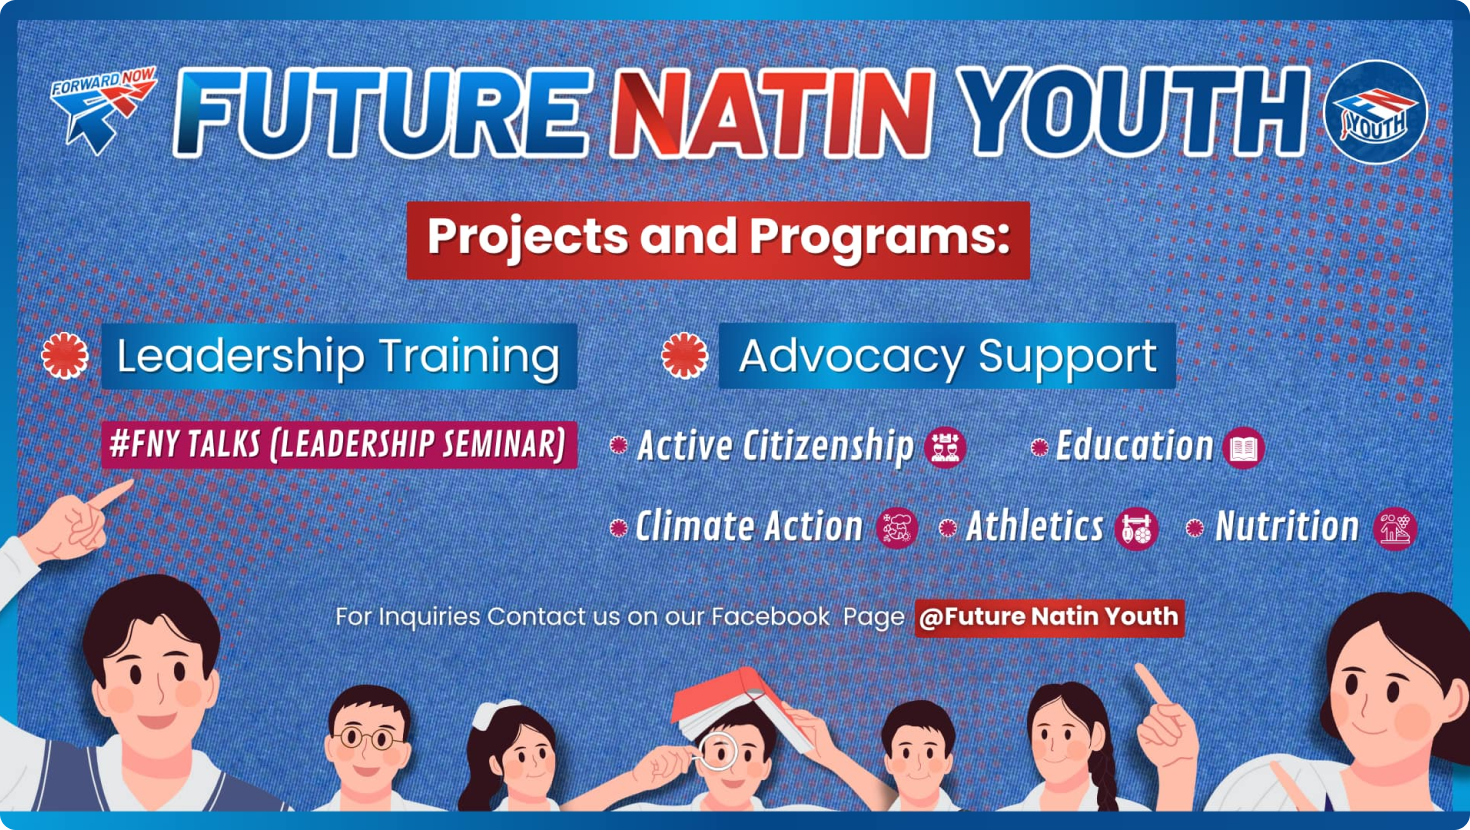 FORWARD NOW
FUTURE NATIN YOUTH
FN YOUTH
Projects and Programs:
Leadership Training
Advocacy Support
#FNY TALKS (LEADERSHIP SEMINAR)
Active Citizenship
Education
Climate Action
Athletics
Nutrition
For Inquiries Contact us on our Facebook Page @Future Natin Youth